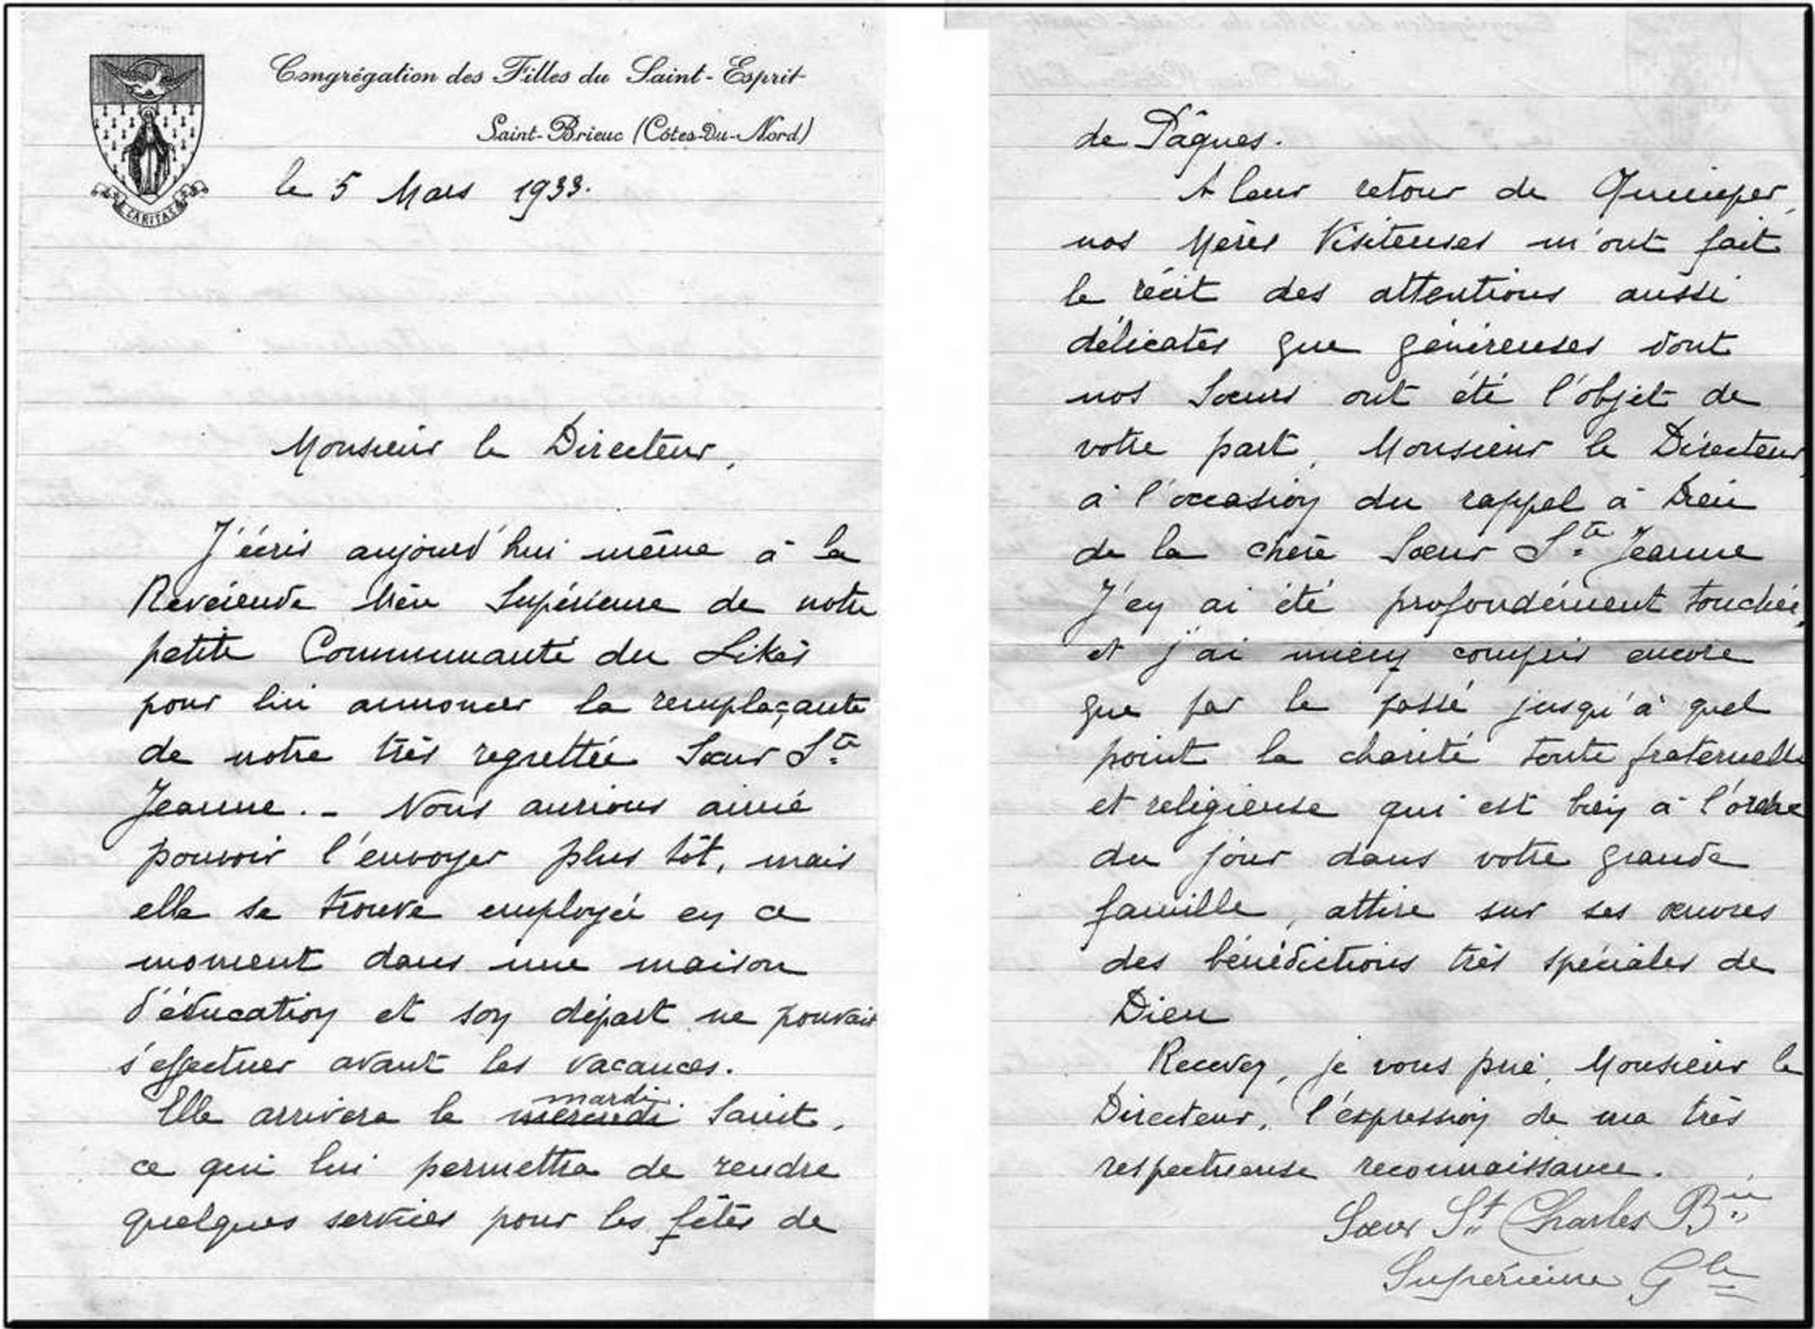 Congrégation des Filles du Saint-Esprit
Saint-Brieuc (Côtes-Du-Nord)
CARITAS
le 5 Mars 1933.
Monsieur le Directeur,
J'écris aujourd'hui même à la
Révérende Mère Supérieure de notre
petite Communauté du Likès
pour lui annoncer la remplaçante
de notre très regrettée Sœur Ste
Jeanne. - Nous aurions aimé
pouvoir l'envoyer plus tôt, mais
elle se trouve employée en ce
moment dans une maison
d'éducation et son départ ne pouvait
s'effectuer avant les vacances.
mardi
Elle arrivera le mercredi Saint,
ce qui lui permettra de rendre
quelques services pour les fêtes de
de Pâques.
A leur retour de Quimper,
nos Mères Visiteuses m'ont fait
le récit des attentions aussi
délicates que généreuses dont
nos Sœurs ont été l'objet de
votre part, Monsieur le Directeur,
à l'occasion du rappel à Dieu
de la chère Sœur Ste Jeanne
J'en ai été profondément touchée,
et j'ai mieux compris encore
que par le passé jusqu'à quel
point la charité toute fraternelle
et religieuse qui est bien à l'ordre
du jour dans votre grande
famille, attire sur ses œuvres
des bénédictions très spéciales de
Dieu
Recevez, je vous prie, Monsieur le
Directeur, l'expression de ma très
respectueuse reconnaissance.
Sœur St Charles
Supérieure Gle